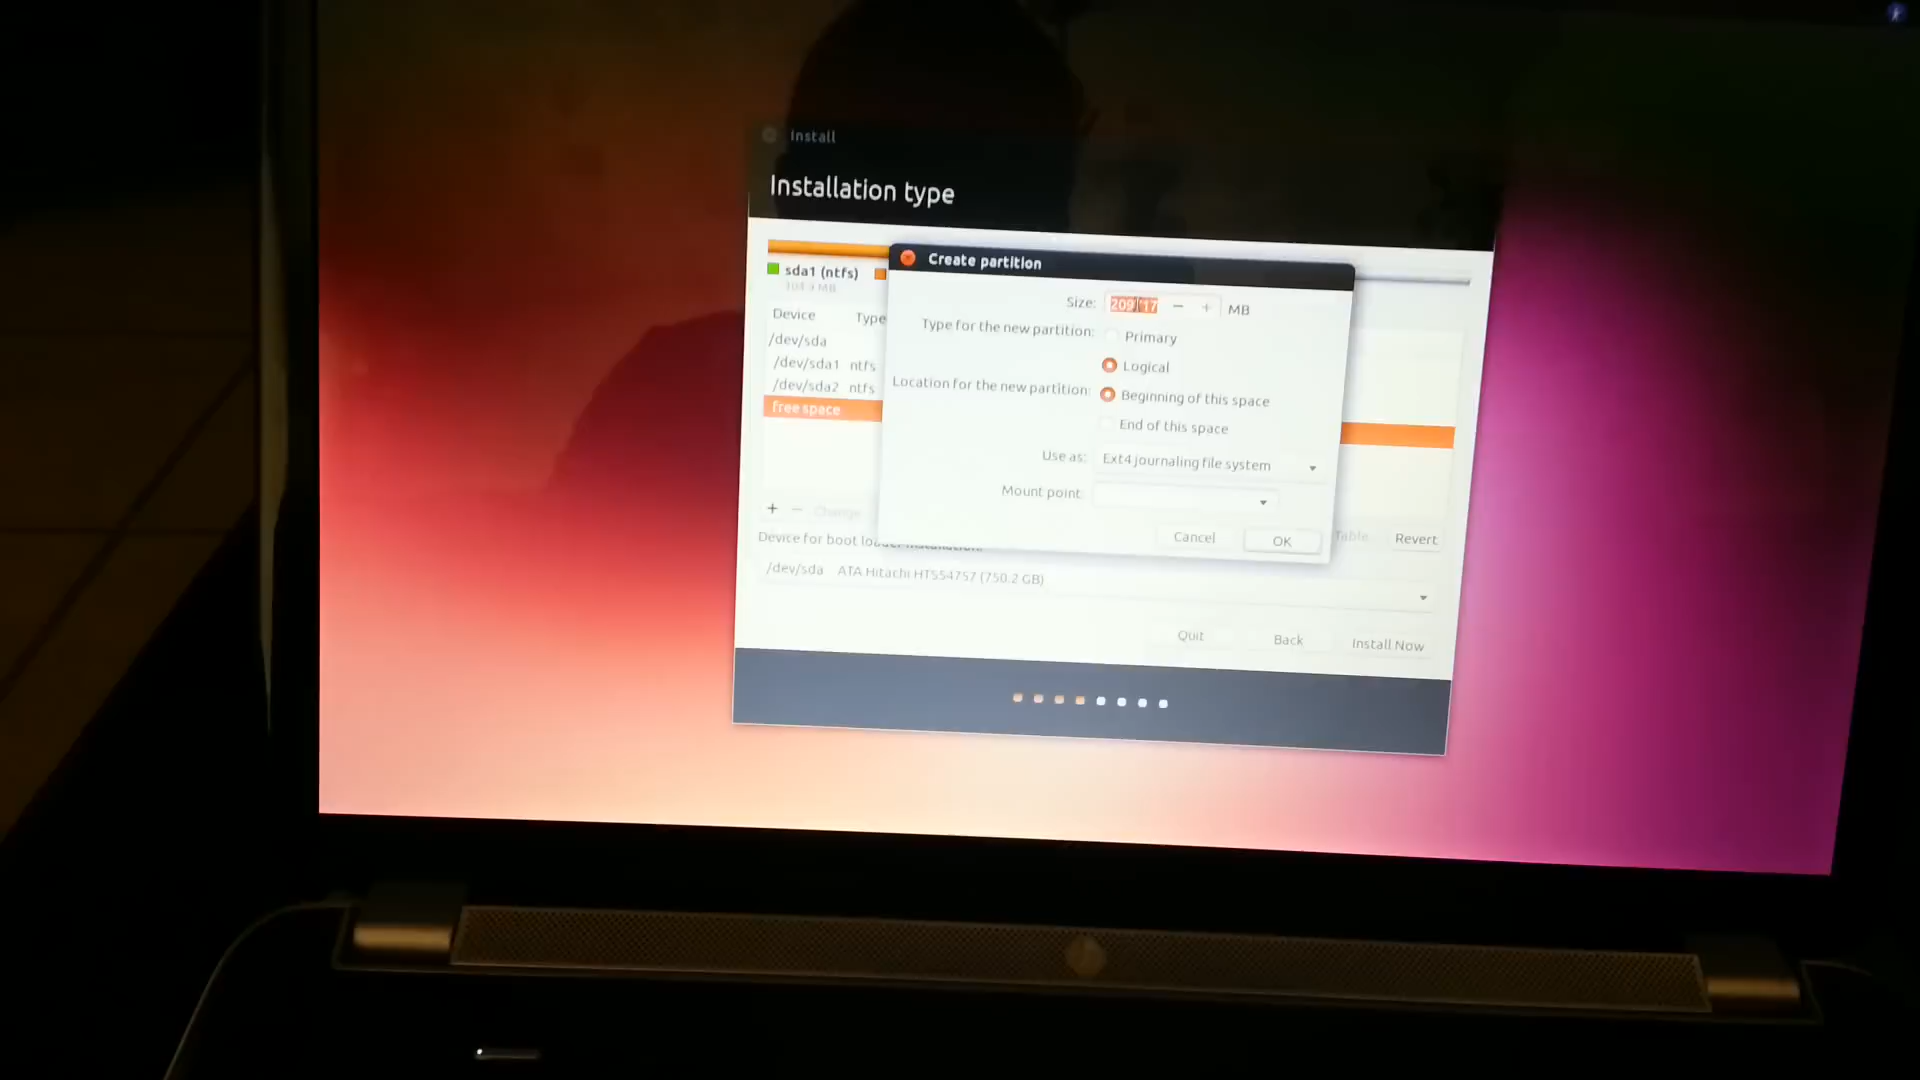 Install
Installation type
sda1 (ntfs)
104.9 MB
Device Type
/dev/sda
/dev/sda1 ntfs
/dev/sda2 ntfs
free space
+ − Change
Create partition
Size: − + MB
Type for the new partition: Primary
Logical
Location for the new partition: Beginning of this space
End of this space
Use as: Ext4 journaling file system
Mount point:
Cancel OK
Table... Revert
Device for boot loader installation:
/dev/sda ATA Hitachi HTS54757 (750.2 GB)
Quit Back Install Now